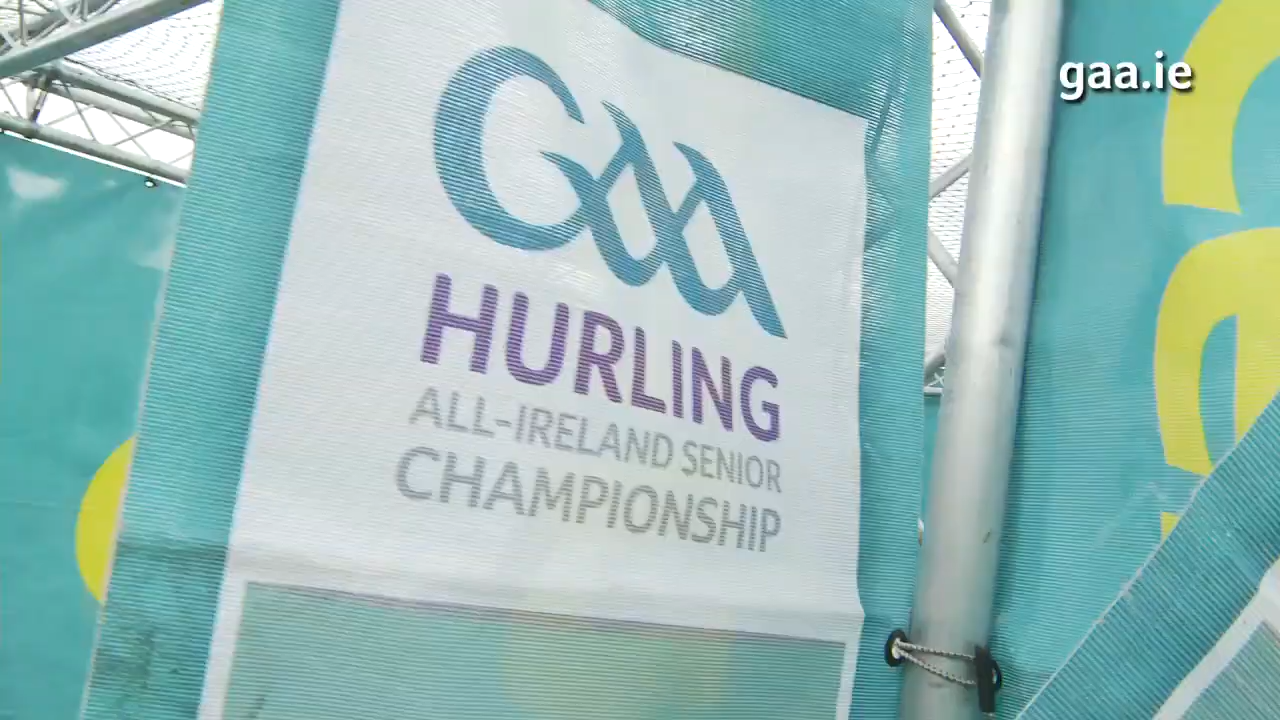 gaa.ie
GAA
HURLING
ALL-IRELAND SENIOR
CHAMPIONSHIP